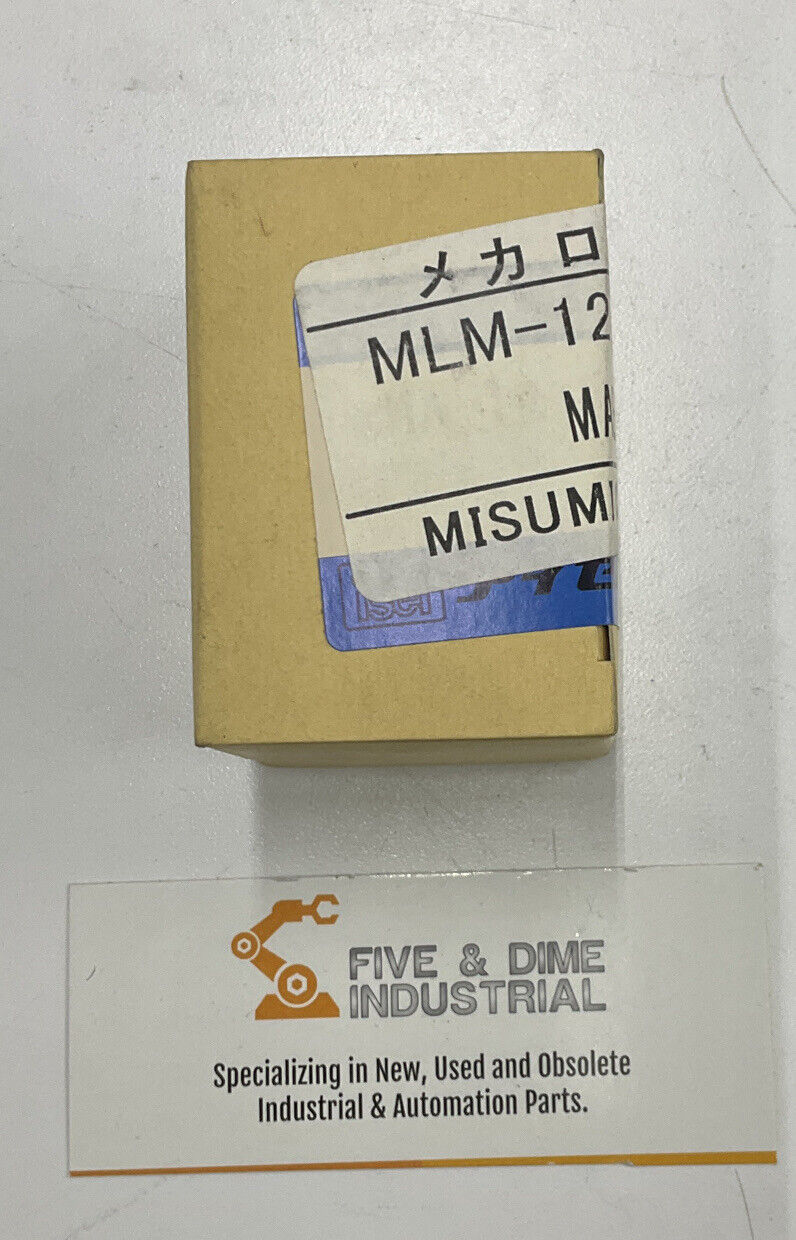 メカロ
MLM-12
MA
MISUMI
FIVE & DIME
INDUSTRIAL
Specializing in New, Used and Obsolete
Industrial & Automation Parts.